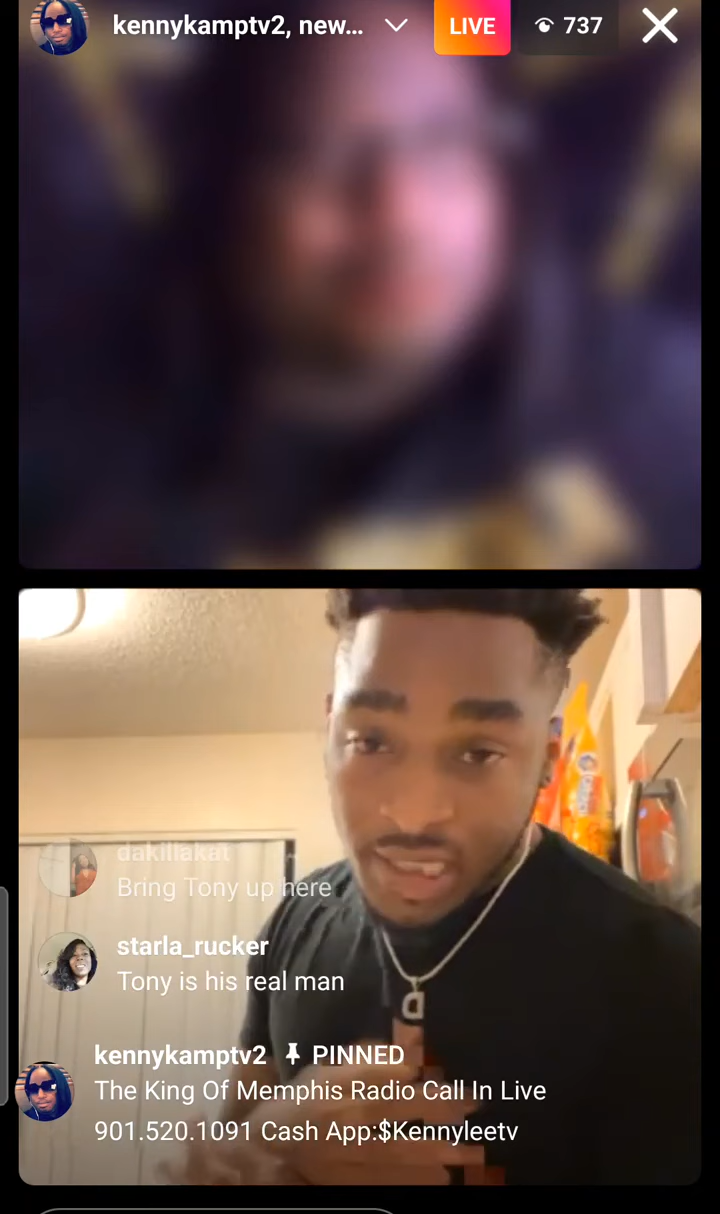 kennykamptv2, new...
LIVE
737
dakillakat
Bring Tony up here
starla_rucker
Tony is his real man
kennykamptv2 PINNED
The King Of Memphis Radio Call In Live
901.520.1091 Cash App:$Kennyleetv
D